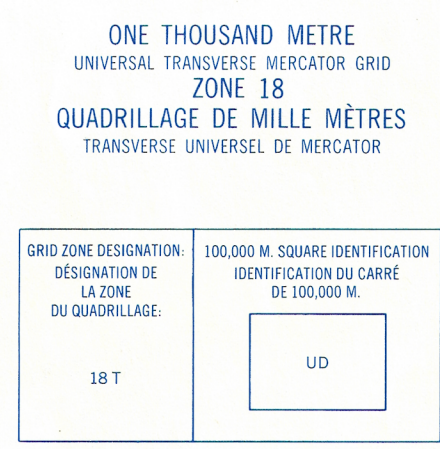 ONE THOUSAND METRE
UNIVERSAL TRANSVERSE MERCATOR GRID
ZONE 18
QUADRILLAGE DE MILLE MÈTRES
TRANSVERSE UNIVERSEL DE MERCATOR
GRID ZONE DESIGNATION:
DÉSIGNATION DE
LA ZONE
DU QUADRILLAGE:
18 T
100,000 M. SQUARE IDENTIFICATION
IDENTIFICATION DU CARRÉ
DE 100,000 M.
UD